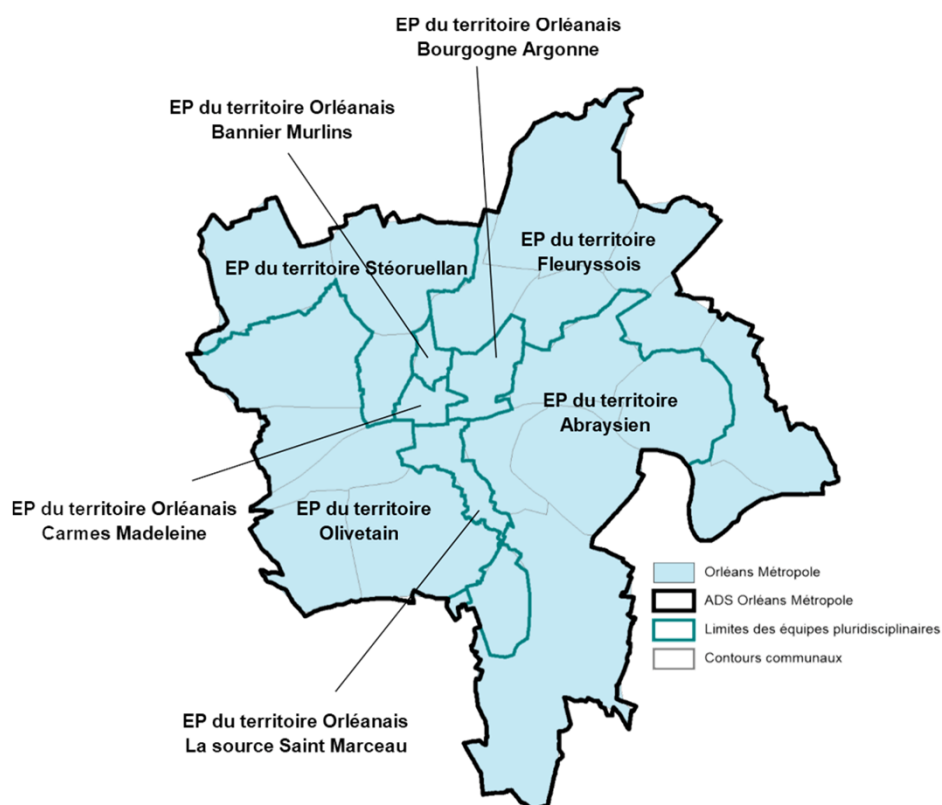 EP du territoire Orléanais
Bourgogne Argonne
EP du territoire Orléanais
Bannier Murlins
EP du territoire
Fleuryssois
EP du territoire Stéoruellan
EP du territoire
Abraysien
EP du territoire Orléanais
Carmes Madeleine
EP du territoire
Olivetain
Orléans Métropole
ADS Orléans Métropole
Limites des équipes pluridisciplinaires
Contours communaux
EP du territoire Orléanais
La source Saint Marceau